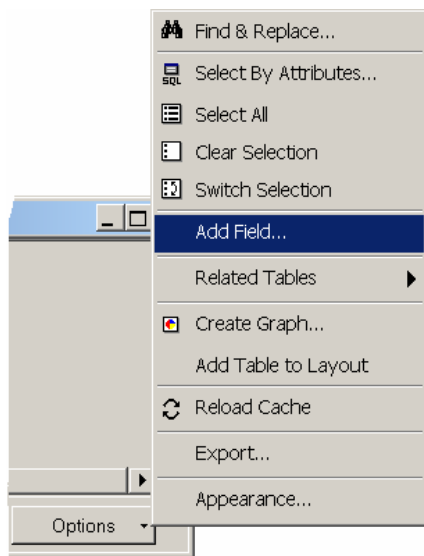 Find & Replace...
SQL
Select By Attributes...
Select All
Clear Selection
Switch Selection
Add Field...
Related Tables
Create Graph...
Add Table to Layout
Reload Cache
Export...
Appearance...
Options